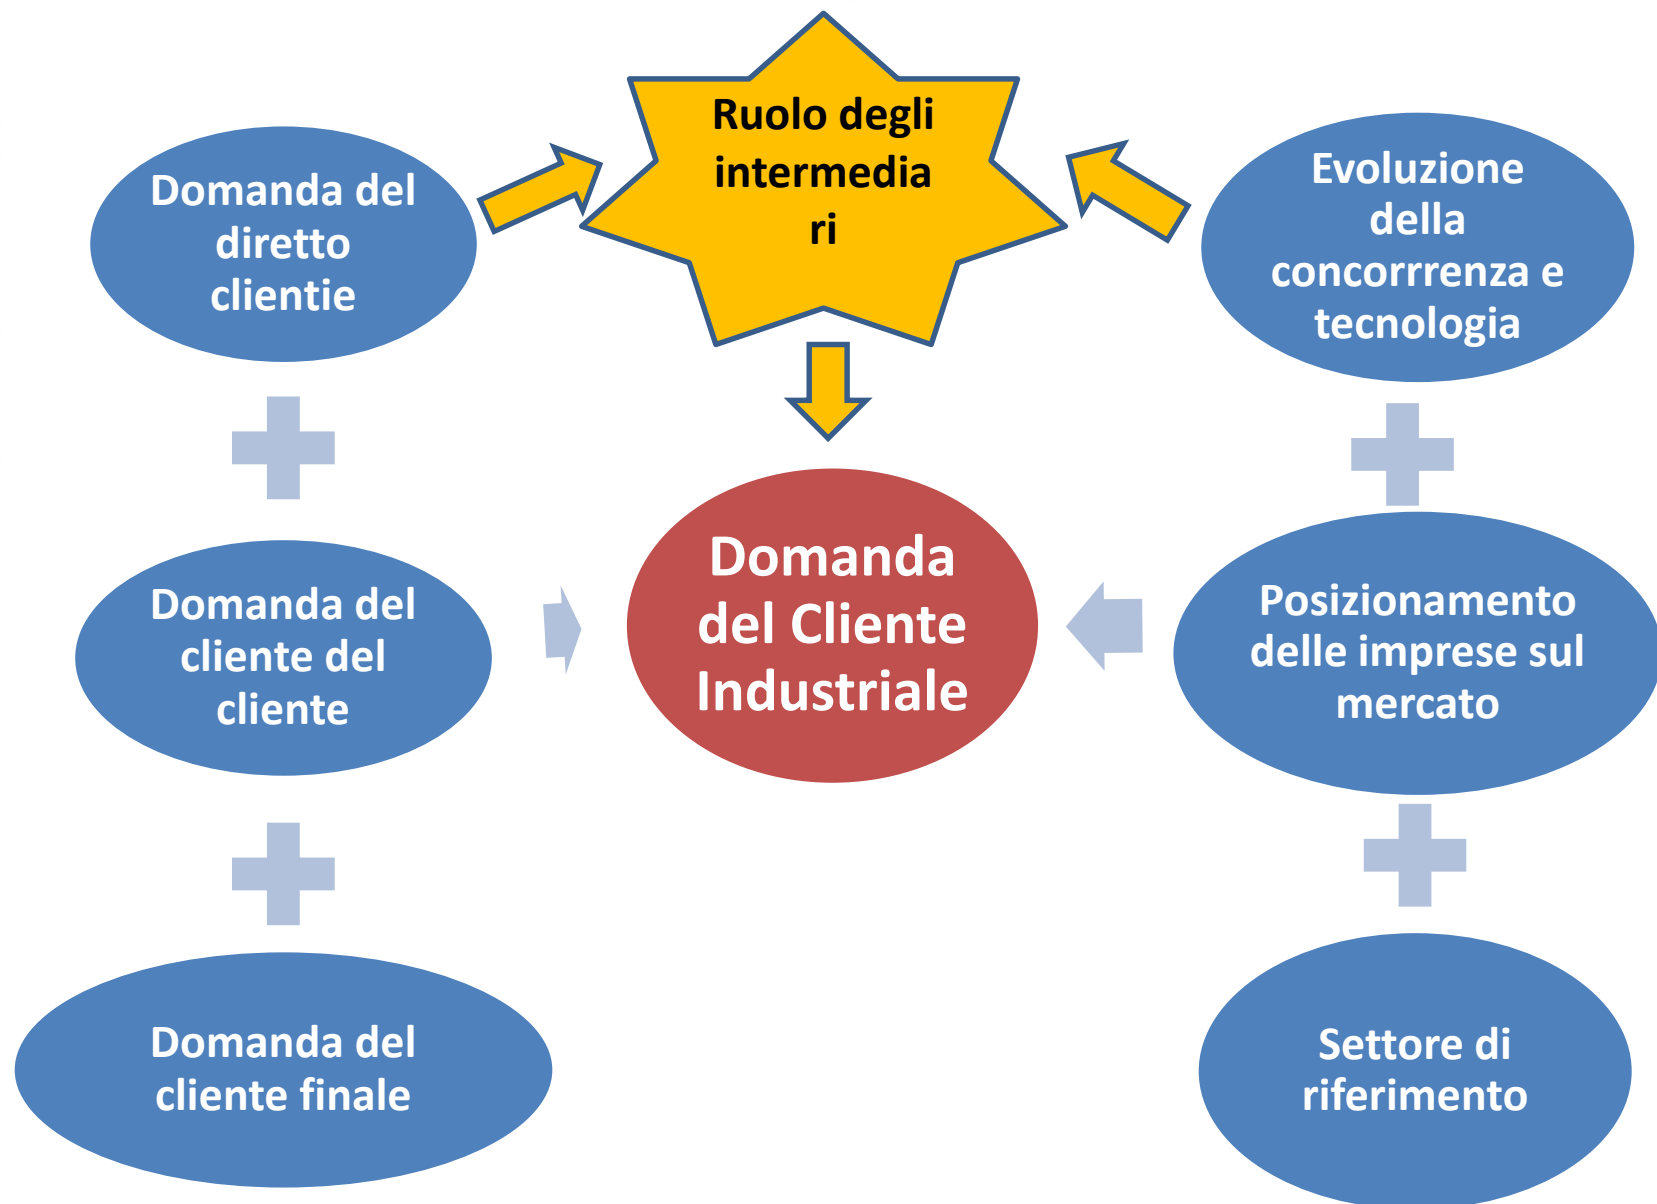 Ruolo degli
intermedia
ri
Domanda del
diretto
clientie
Evoluzione
della
concorrrenza e
tecnologia
Domanda del
cliente del
cliente
Domanda
del Cliente
Industriale
Posizionamento
delle imprese sul
mercato
Domanda del
cliente finale
Settore di
riferimento